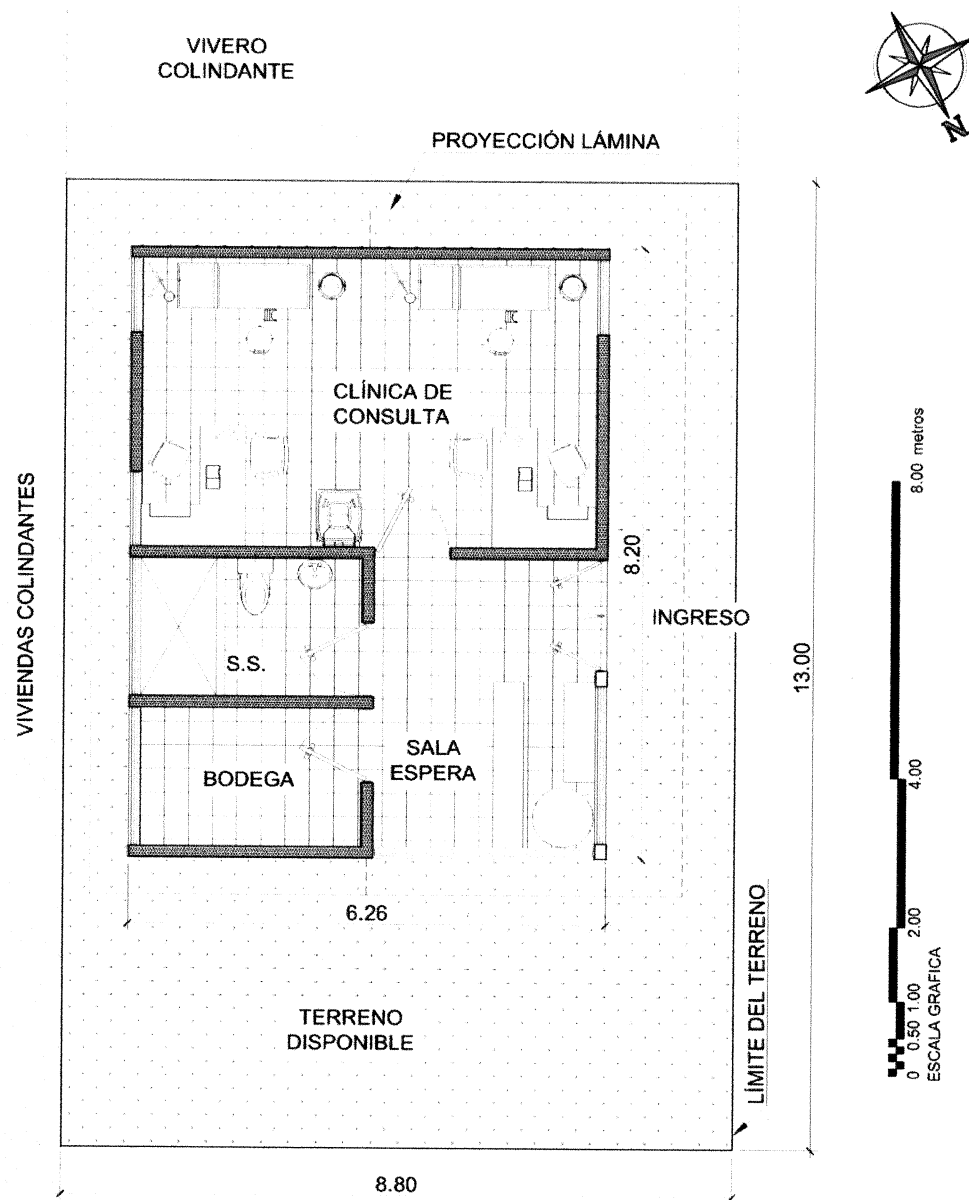 VIVERO
COLINDANTE
N
PROYECCIÓN LÁMINA
CLÍNICA DE
CONSULTA
VIVIENDAS COLINDANTES
8.20
INGRESO
13.00
S.S.
SALA
ESPERA
BODEGA
6.26
TERRENO
DISPONIBLE
LÍMITE DEL TERRENO
8.80
8.00 metros
4.00
2.00
1.00
0.50
0
ESCALA GRAFICA